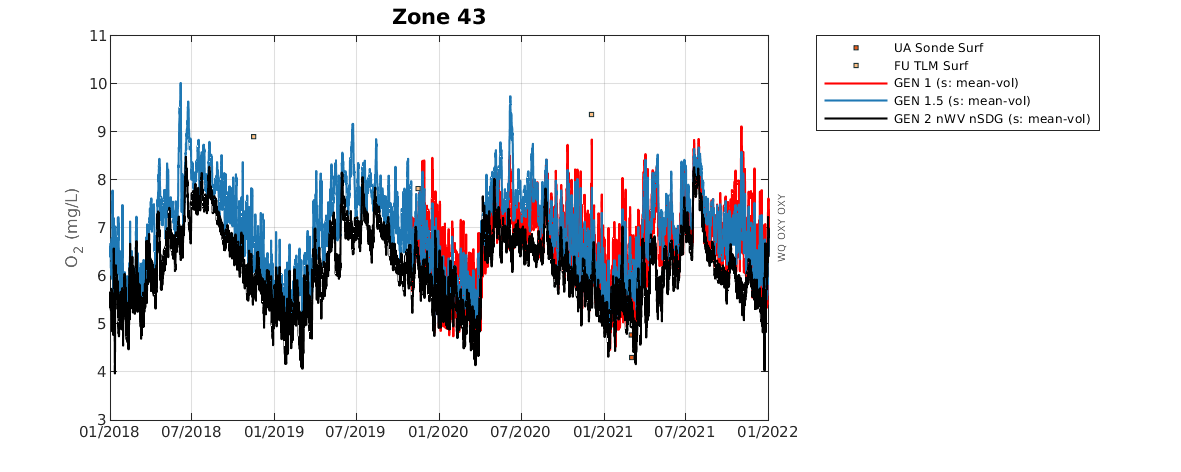 Zone 43
11
10
9
8
7
6
5
4
3
O2 (mg/L)
01/2018 07/2018 01/2019 07/2019 01/2020 07/2020 01/2021 07/2021 01/2022
WQ OXY OXY
UA Sonde Surf
FU TLM Surf
GEN 1 (s: mean-vol)
GEN 1.5 (s: mean-vol)
GEN 2 nWV nSDG (s: mean-vol)